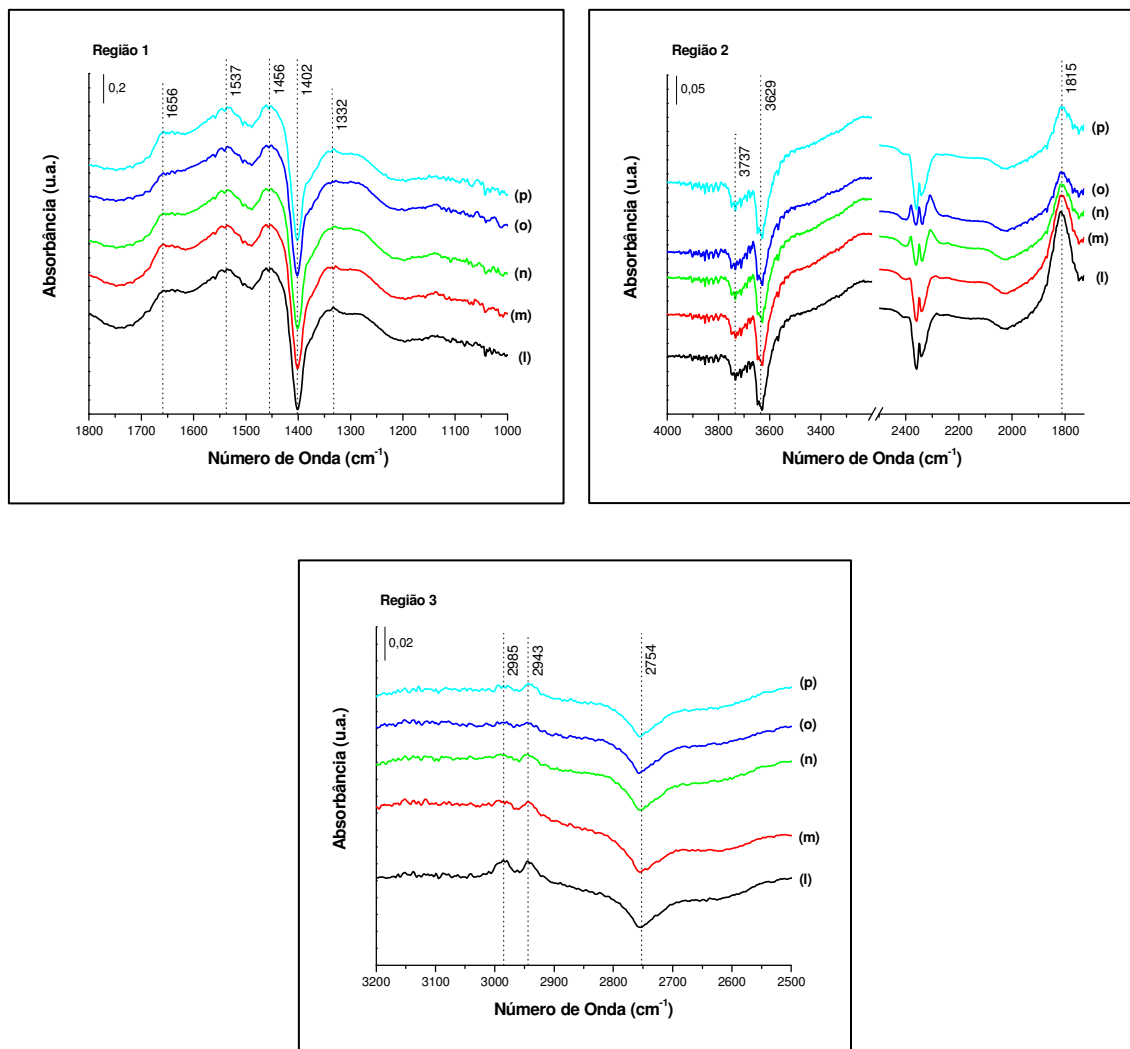 Região 1
0,2
1656
1537
1456
1402
1332
Absorbância (u.a.)
(p)
(o)
(n)
(m)
(l)
1800 1700 1600 1500 1400 1300 1200 1100 1000
Número de Onda (cm⁻¹)
Região 2
0,05
3737
3629
1815
Absorbância (u.a.)
(p)
(o)
(n)
(m)
(l)
4000 3800 3600 3400 2400 2200 2000 1800
Número de Onda (cm⁻¹)
Região 3
0,02
2985
2943
2754
Absorbância (u.a.)
(p)
(o)
(n)
(m)
(l)
3200 3100 3000 2900 2800 2700 2600 2500
Número de Onda (cm⁻¹)